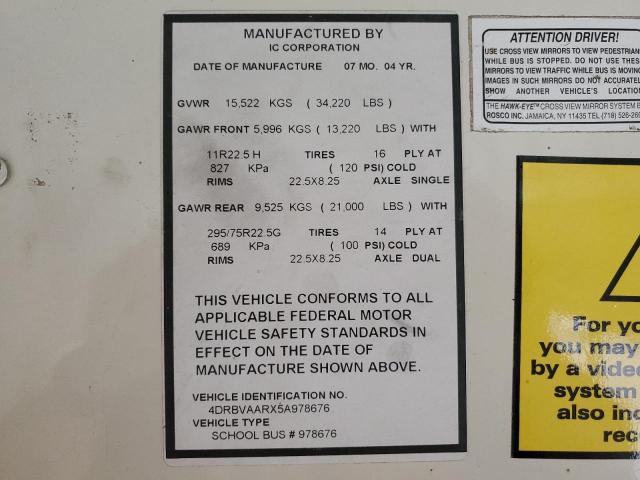 MANUFACTURED BY
IC CORPORATION
DATE OF MANUFACTURE 07 MO. 04 YR.
GVWR 15,522 KGS ( 34,220 LBS )
GAWR FRONT 5,996 KGS ( 13,220 LBS ) WITH
11R22.5 H TIRES 16 PLY AT
827 KPa ( 120 PSI) COLD
RIMS 22.5X8.25 AXLE SINGLE
GAWR REAR 9,525 KGS ( 21,000 LBS ) WITH
295/75R22.5G TIRES 14 PLY AT
689 KPa ( 100 PSI) COLD
RIMS 22.5X8.25 AXLE DUAL
THIS VEHICLE CONFORMS TO ALL
APPLICABLE FEDERAL MOTOR
VEHICLE SAFETY STANDARDS IN
EFFECT ON THE DATE OF
MANUFACTURE SHOWN ABOVE.
VEHICLE IDENTIFICATION NO.
4DRBVAARX5A978676
VEHICLE TYPE
SCHOOL BUS # 978676
ATTENTION DRIVER!
USE CROSS VIEW MIRRORS TO VIEW PEDESTRIAN
WHILE BUS IS STOPPED. DO NOT USE THES
MIRRORS TO VIEW TRAFFIC WHILE BUS IS MOVING
IMAGES IN SUCH MIRRORS DO NOT ACCURATEL
SHOW ANOTHER VEHICLE'S LOCATION
THE HAWK-EYE™ CROSS VIEW MIRROR SYSTEM B
ROSCO INC. JAMAICA, NY 11435 TEL (718) 526-260
For yo
you may
by a video
system
also inc
rec